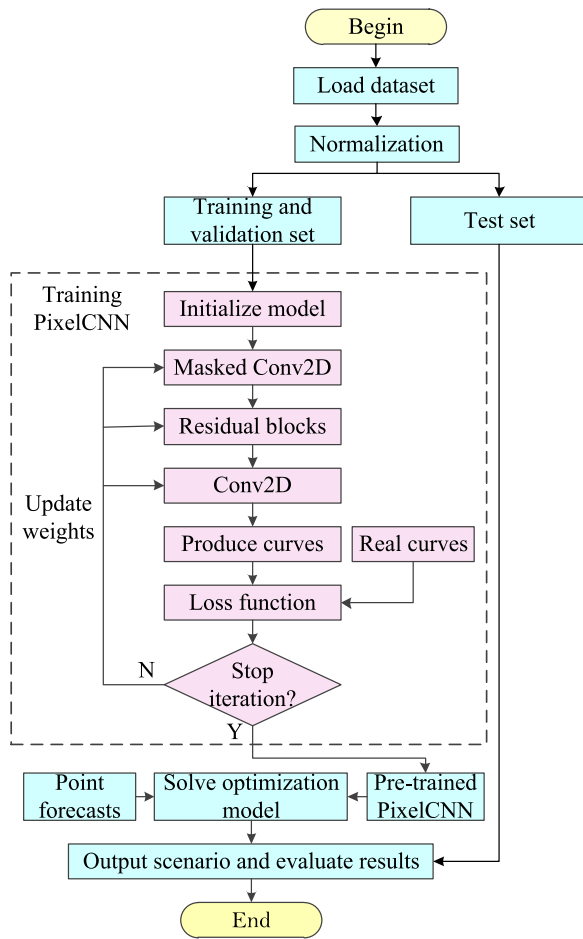 Begin
Load dataset
Normalization
Training and
validation set
Test set
Training
PixelCNN
Initialize model
Masked Conv2D
Residual blocks
Conv2D
Update
weights
Produce curves
Real curves
Loss function
N
Stop
iteration?
Y
Point
forecasts
Solve optimization
model
Pre-trained
PixelCNN
Output scenario and evaluate results
End